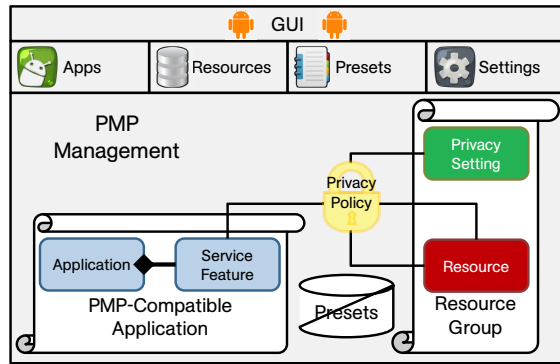 GUI
Apps
Resources
Presets
Settings
PMP
Management
Privacy
Setting
Privacy
Policy
Application
Service
Feature
PMP-Compatible
Application
Presets
Resource
Resource
Group